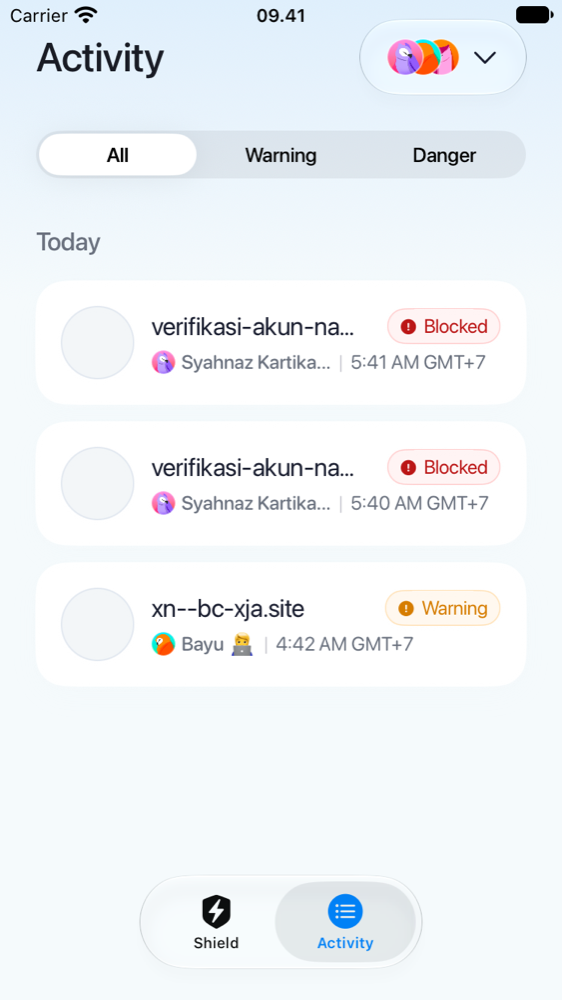 Carrier 09.41
Activity
All Warning Danger
Today
verifikasi-akun-na... Blocked
Syahnaz Kartika... | 5:41 AM GMT+7
verifikasi-akun-na... Blocked
Syahnaz Kartika... | 5:40 AM GMT+7
xn--bc-xja.site Warning
Bayu 🧑‍💻 | 4:42 AM GMT+7
Shield Activity